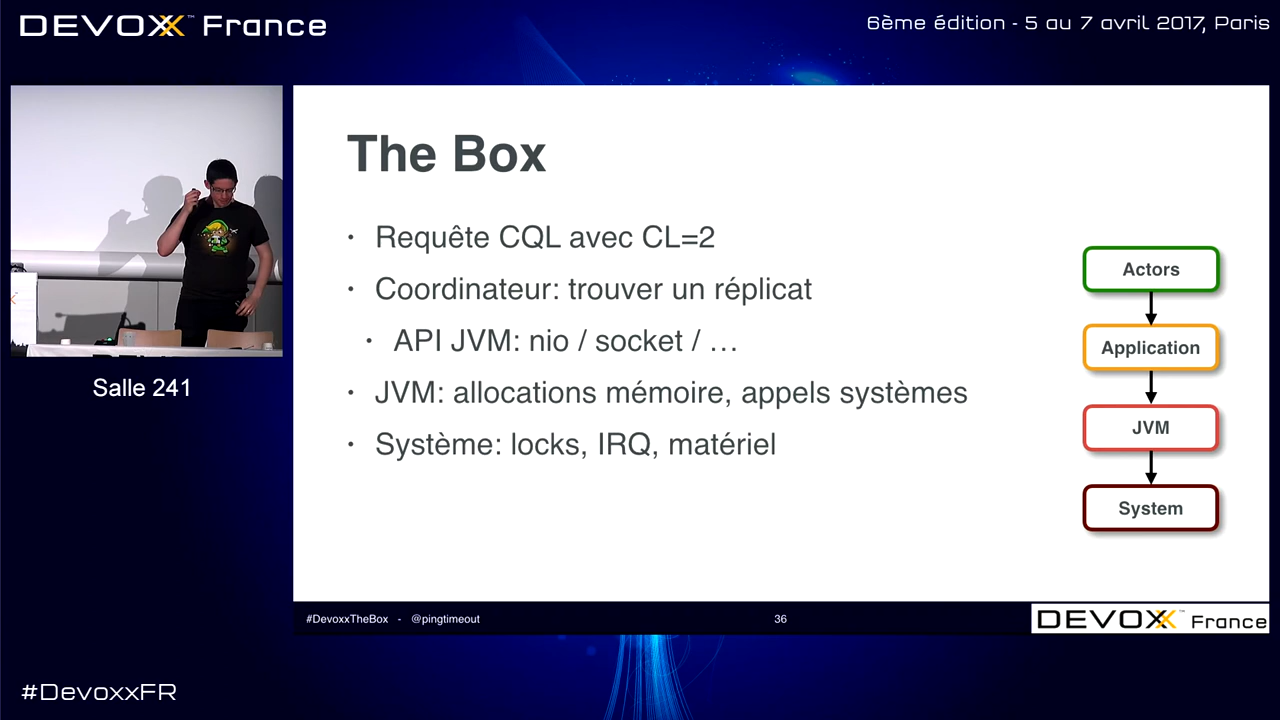 DEVOXX™ France
6ème édition - 5 au 7 avril 2017, Paris
The Box
• Requête CQL avec CL=2
• Coordinateur: trouver un réplicat
• API JVM: nio / socket / …
• JVM: allocations mémoire, appels systèmes
• Système: locks, IRQ, matériel
Actors
Application
JVM
System
Salle 241
#DevoxxTheBox - @pingtimeout
36
DEVOXX™ France
#DevoxxFR